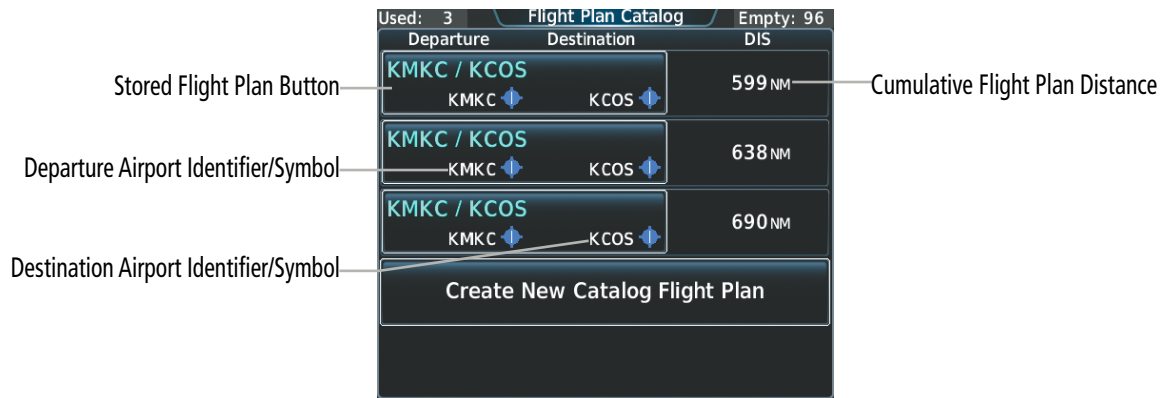 Used: 3 Flight Plan Catalog Empty: 96
Departure Destination DIS
KMKC / KCOS
KMKC KCOS
599 NM
Stored Flight Plan Button
Cumulative Flight Plan Distance
KMKC / KCOS
KMKC KCOS
638 NM
Departure Airport Identifier/Symbol
KMKC / KCOS
KMKC KCOS
690 NM
Destination Airport Identifier/Symbol
Create New Catalog Flight Plan